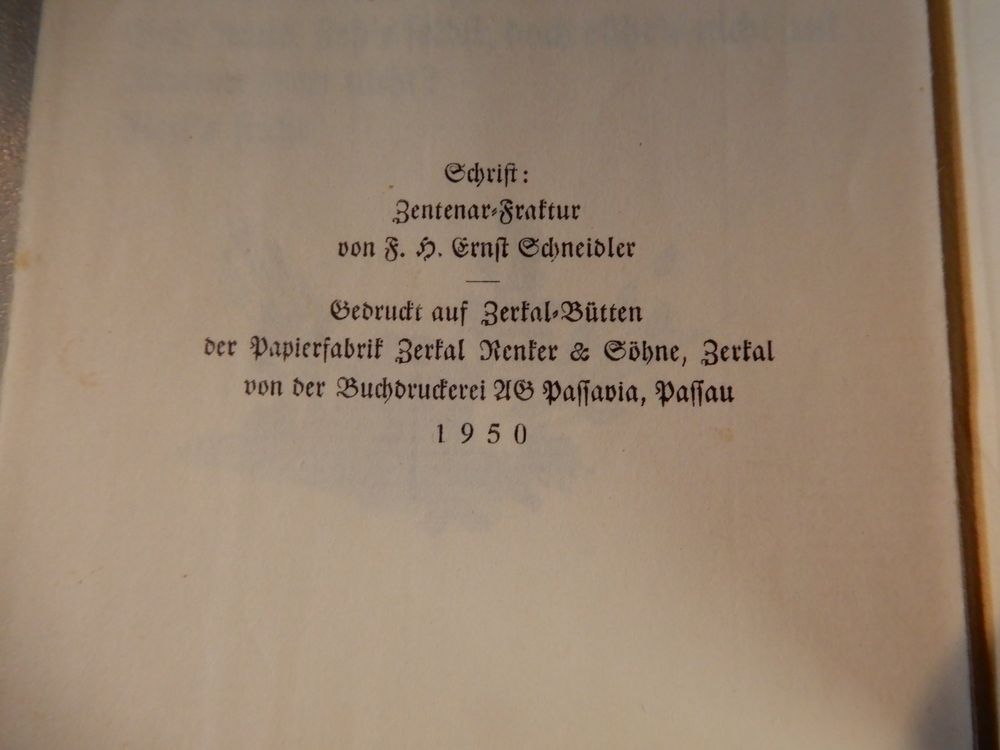 Schrift:
Zentenar-Fraktur
von F. H. Ernst Schneidler
Gedruckt auf Zerkal-Bütten
der Papierfabrik Zerkal Renker & Söhne, Zerkal
von der Buchdruckerei AG Passavia, Passau
1950